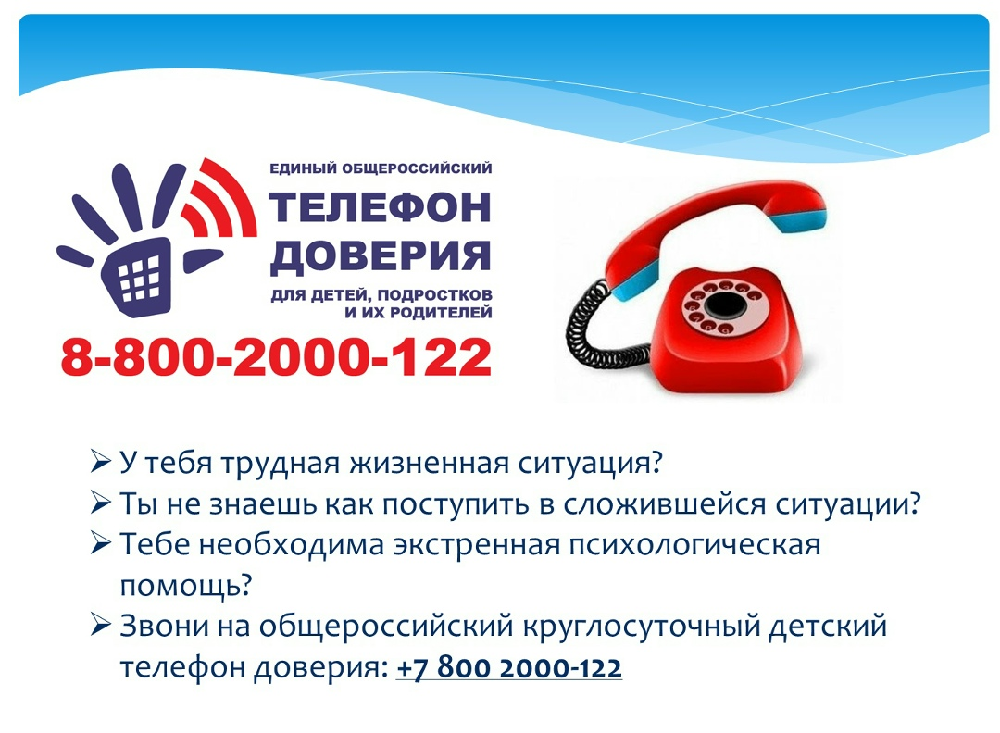 ЕДИНЫЙ ОБЩЕРОССИЙСКИЙ
ТЕЛЕФОН
ДОВЕРИЯ
ДЛЯ ДЕТЕЙ, ПОДРОСТКОВ
И ИХ РОДИТЕЛЕЙ
8-800-2000-122
У тебя трудная жизненная ситуация?
Ты не знаешь как поступить в сложившейся ситуации?
Тебе необходима экстренная психологическая
помощь?
Звони на общероссийский круглосуточный детский
телефон доверия: +7 800 2000-122